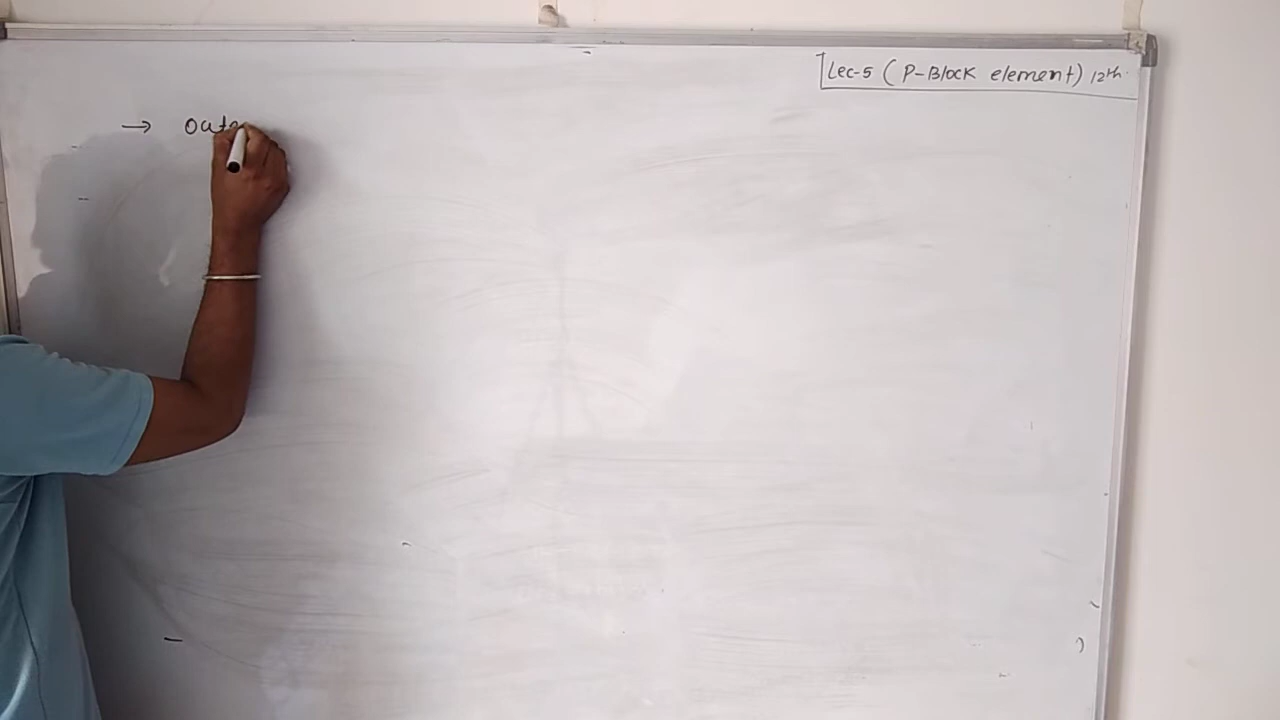 Lec-5 (P-Block element) 12th.
→